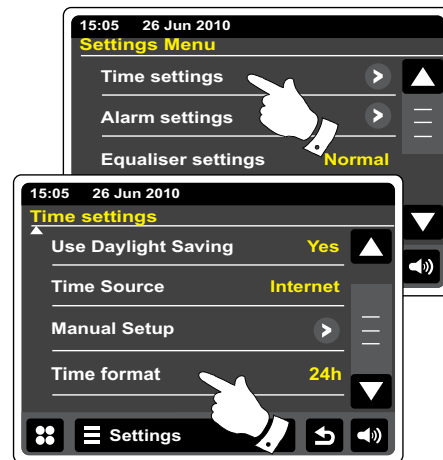 15:05 26 Jun 2010
Settings Menu
Time settings
Alarm settings
Equaliser settings Normal
15:05 26 Jun 2010
Time settings
Use Daylight Saving Yes
Time Source Internet
Manual Setup
Time format 24h
Settings